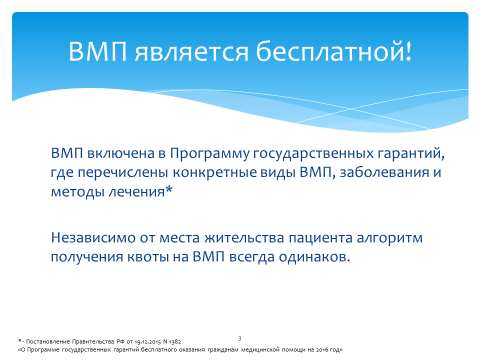 ВМП является бесплатной!
ВМП включена в Программу государственных гарантий,
где перечислены конкретные виды ВМП, заболевания и
методы лечения*
Независимо от места жительства пациента алгоритм
получения квоты на ВМП всегда одинаков.
* - Постановление Правительства РФ от 19.12.2015 N 1382
«О Программе государственных гарантий бесплатного оказания гражданам медицинской помощи на 2016 год»
3